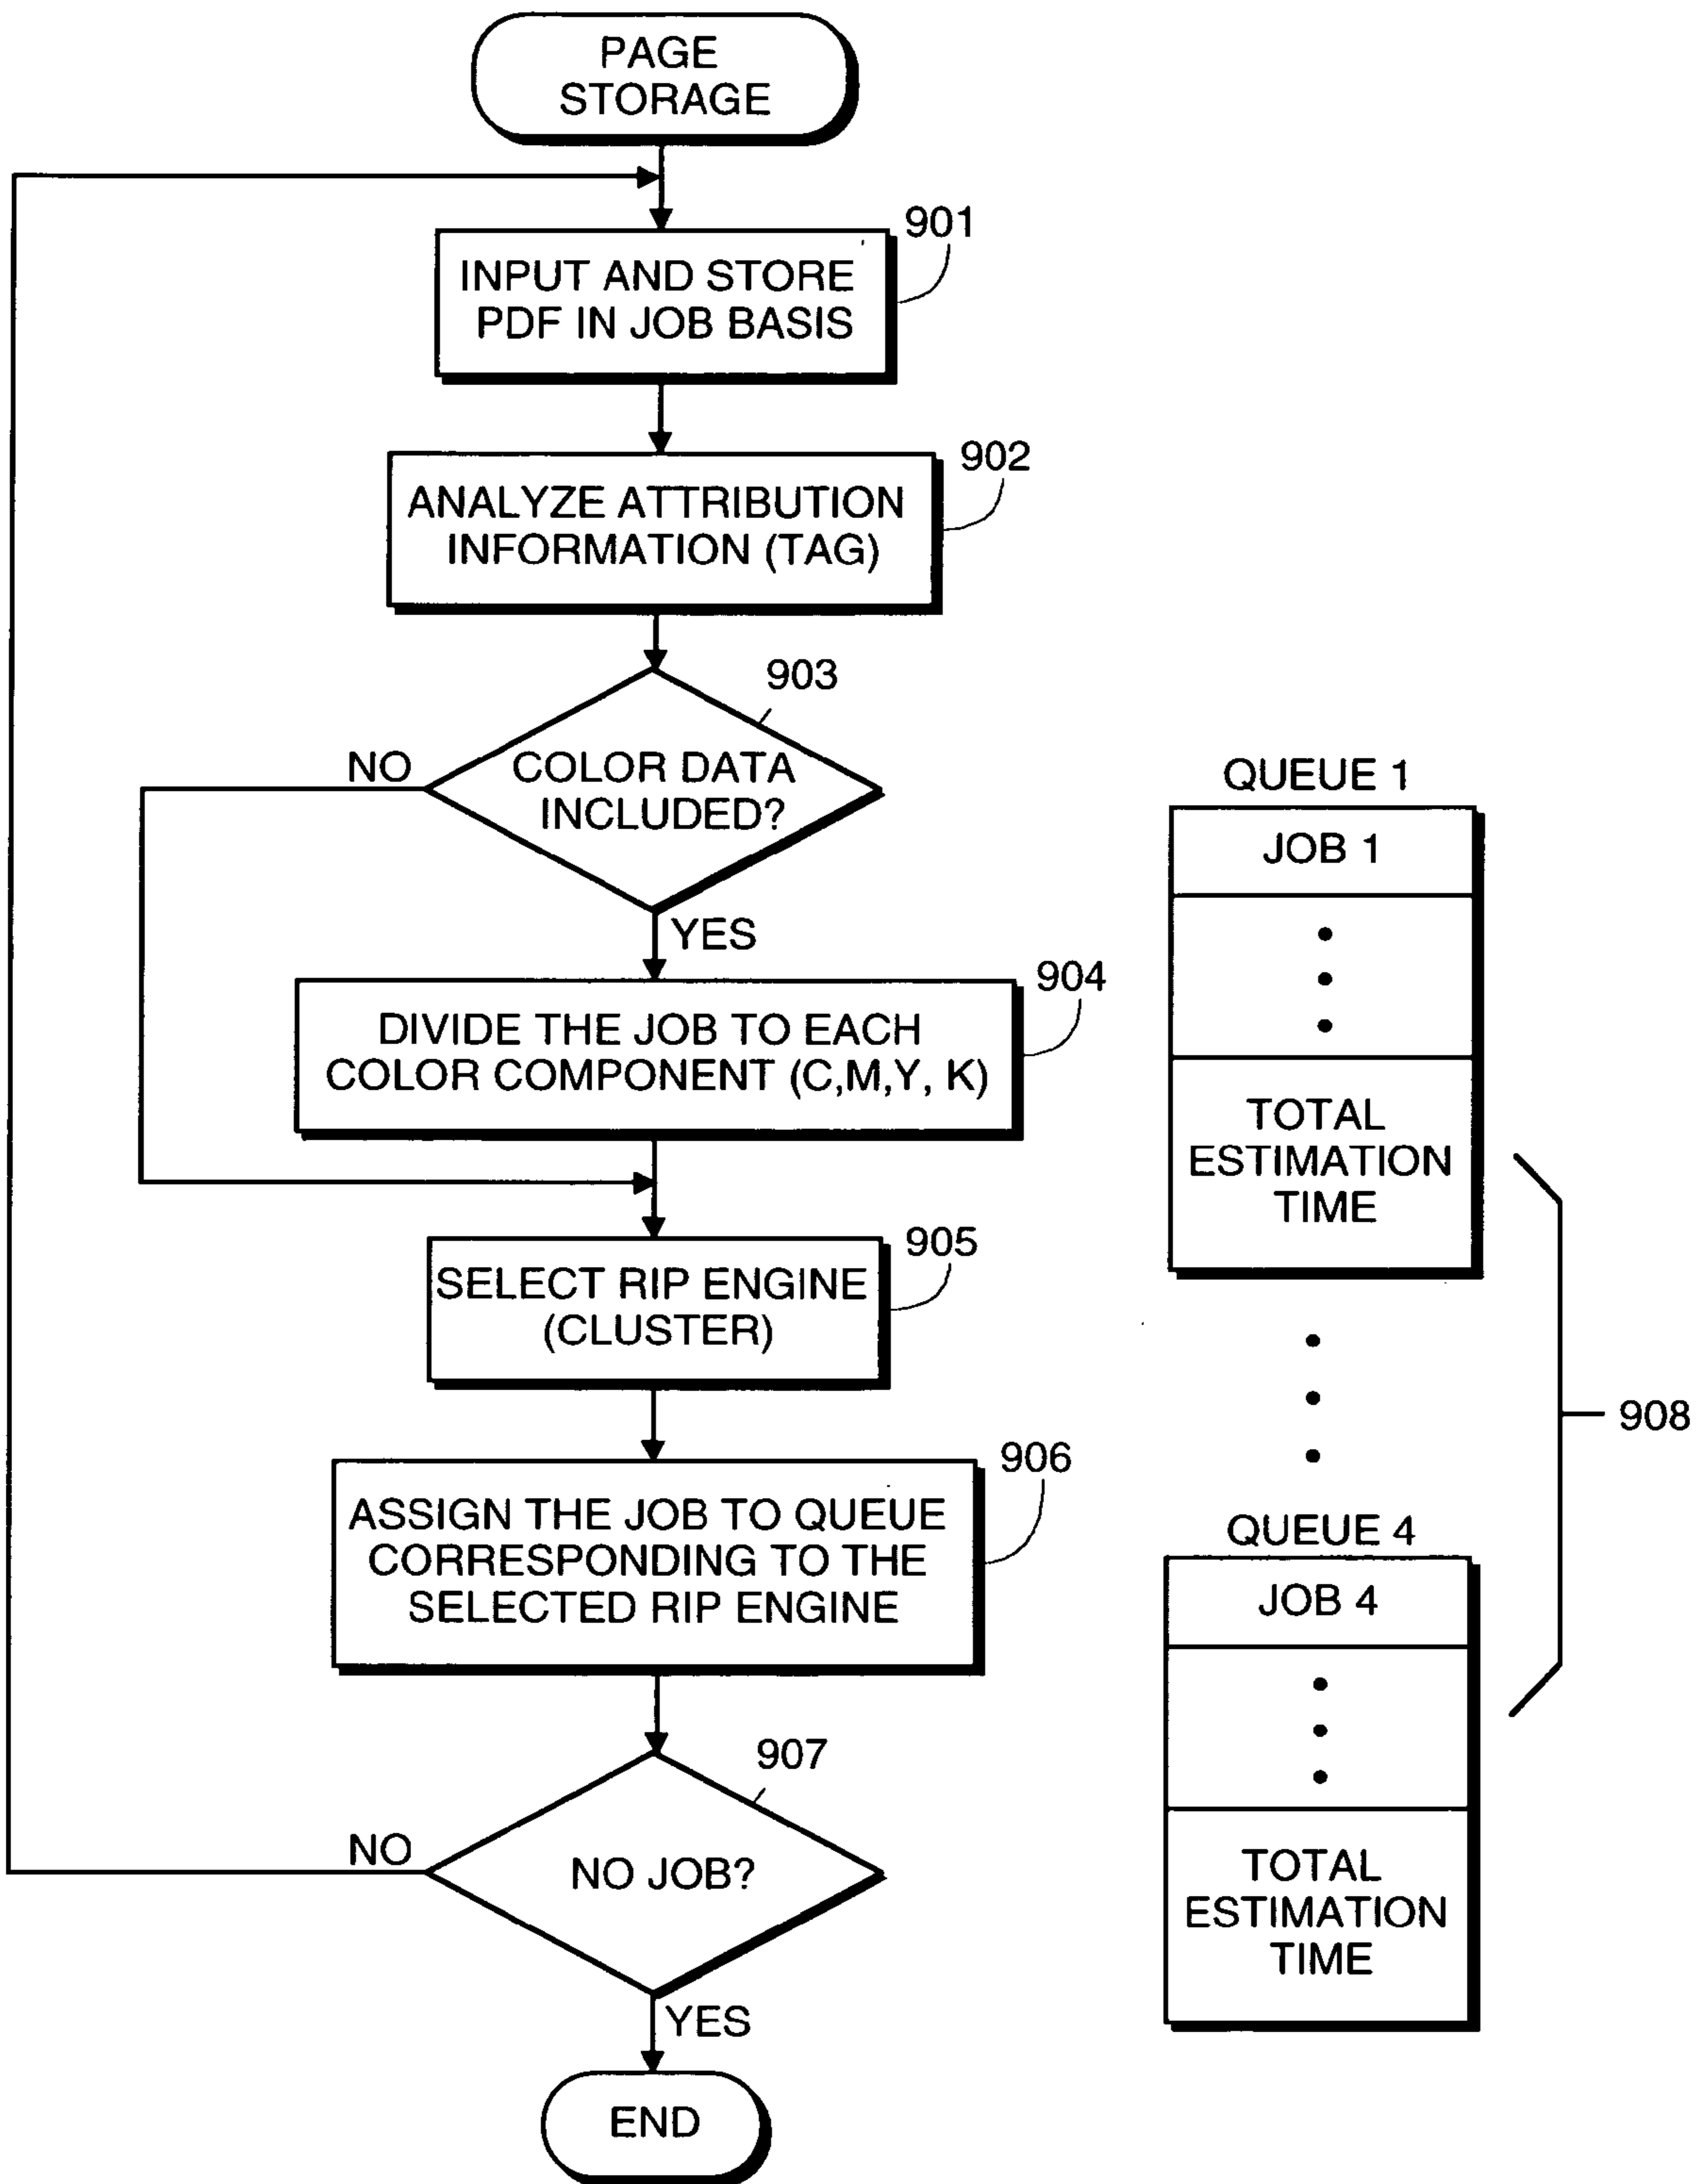 PAGE
STORAGE
901
INPUT AND STORE
PDF IN JOB BASIS
902
ANALYZE ATTRIBUTION
INFORMATION (TAG)
903
NO
COLOR DATA
INCLUDED?
YES
904
DIVIDE THE JOB TO EACH
COLOR COMPONENT (C,M,Y, K)
905
SELECT RIP ENGINE
(CLUSTER)
906
ASSIGN THE JOB TO QUEUE
CORRESPONDING TO THE
SELECTED RIP ENGINE
907
NO
NO JOB?
YES
END
QUEUE 1
JOB 1
TOTAL
ESTIMATION
TIME
908
QUEUE 4
JOB 4
TOTAL
ESTIMATION
TIME